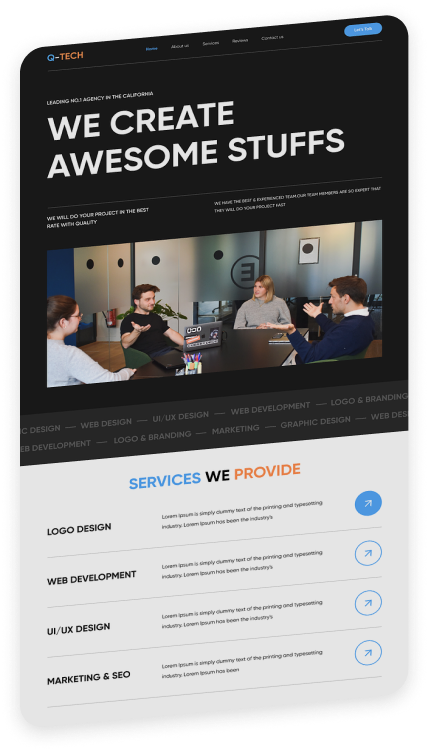 Q-TECH
Home About us Services Reviews Contact us Let's Talk
LEADING NO.1 AGENCY IN THE CALIFORNIA
WE CREATE
AWESOME STUFFS
WE WILL DO YOUR PROJECT IN THE BEST
RATE WITH QUALITY
WE HAVE THE BEST & EXPERIENCED TEAM.OUR TEAM MEMBERS ARE SO EXPERT THAT
THEY WILL DO YOUR PROJECT FAST
IC DESIGN — WEB DESIGN — UI/UX DESIGN — WEB DEVELOPMENT — LOGO & BRANDING
EB DEVELOPMENT — LOGO & BRANDING — MARKETING — GRAPHIC DESIGN — WEB DES
SERVICES WE PROVIDE
LOGO DESIGN
Lorem Ipsum is simply dummy text of the printing and typesetting
industry. Lorem Ipsum has been the industry's
WEB DEVELOPMENT
Lorem Ipsum is simply dummy text of the printing and typesetting
industry. Lorem Ipsum has been the industry's
UI/UX DESIGN
Lorem Ipsum is simply dummy text of the printing and typesetting
industry. Lorem Ipsum has been the industry's
MARKETING & SEO
Lorem Ipsum is simply dummy text of the printing and typesetting
industry. Lorem Ipsum has been